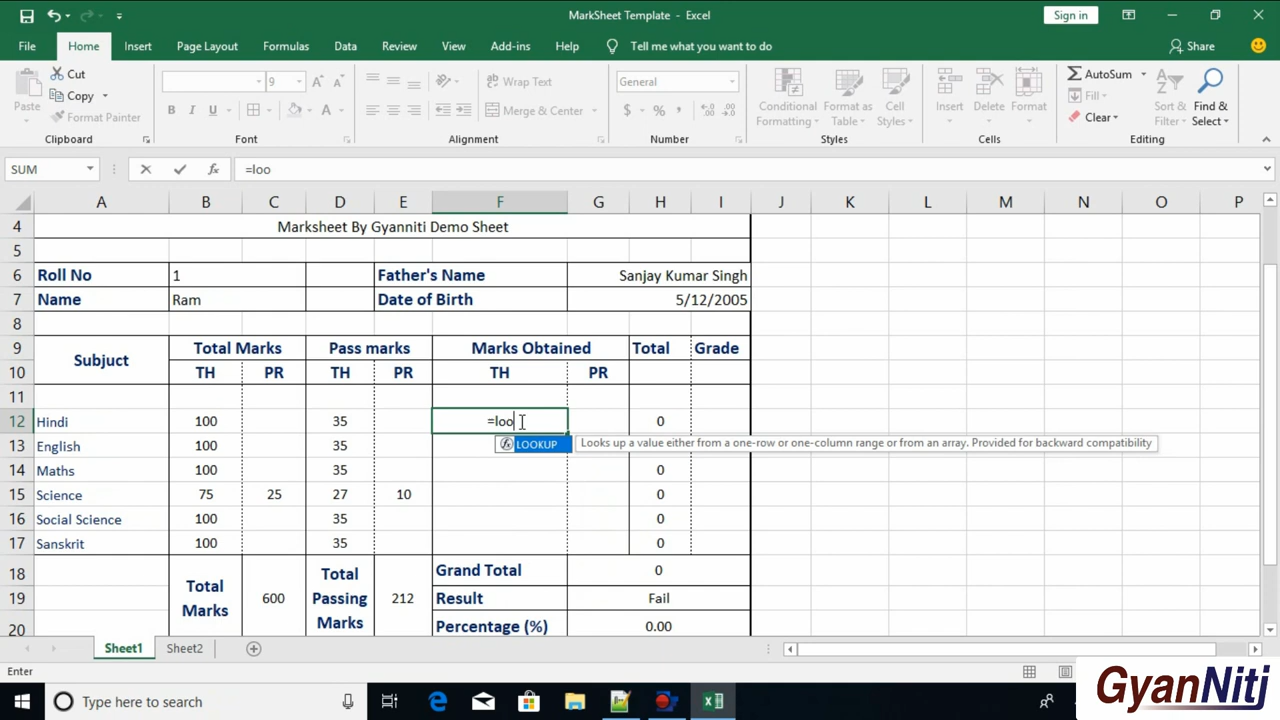 MarkSheet Template - Excel
Sign in
File Home Insert Page Layout Formulas Data Review View Add-ins Help Tell me what you want to do Share
Paste Cut Copy Format Painter
Clipboard
9
B I U A
Font
Wrap Text
Merge & Center
Alignment
General
$ % ,
Number
Conditional Formatting Format as Table Cell Styles
Styles
Insert Delete Format
Cells
AutoSum Fill Clear Sort & Filter Find & Select
Editing
SUM fx =loo
A B C D E F G H I J K L M N O P
4 Marksheet By Gyanniti Demo Sheet
5
6 Roll No 1 Father's Name Sanjay Kumar Singh
7 Name Ram Date of Birth 5/12/2005
8
9 Subjuct Total Marks Pass marks Marks Obtained Total Grade
10 TH PR TH PR TH PR
11
12 Hindi 100 35 =loo 0
13 English 100 35
fx LOOKUP Looks up a value either from a one-row or one-column range or from an array. Provided for backward compatibility
14 Maths 100 35 0
15 Science 75 25 27 10 0
16 Social Science 100 35 0
17 Sanskrit 100 35 0
18 Total Marks 600 Total Passing Marks 212 Grand Total 0
19 Result Fail
20 Percentage (%) 0.00
Sheet1 Sheet2
Enter
Type here to search
GyanNiti